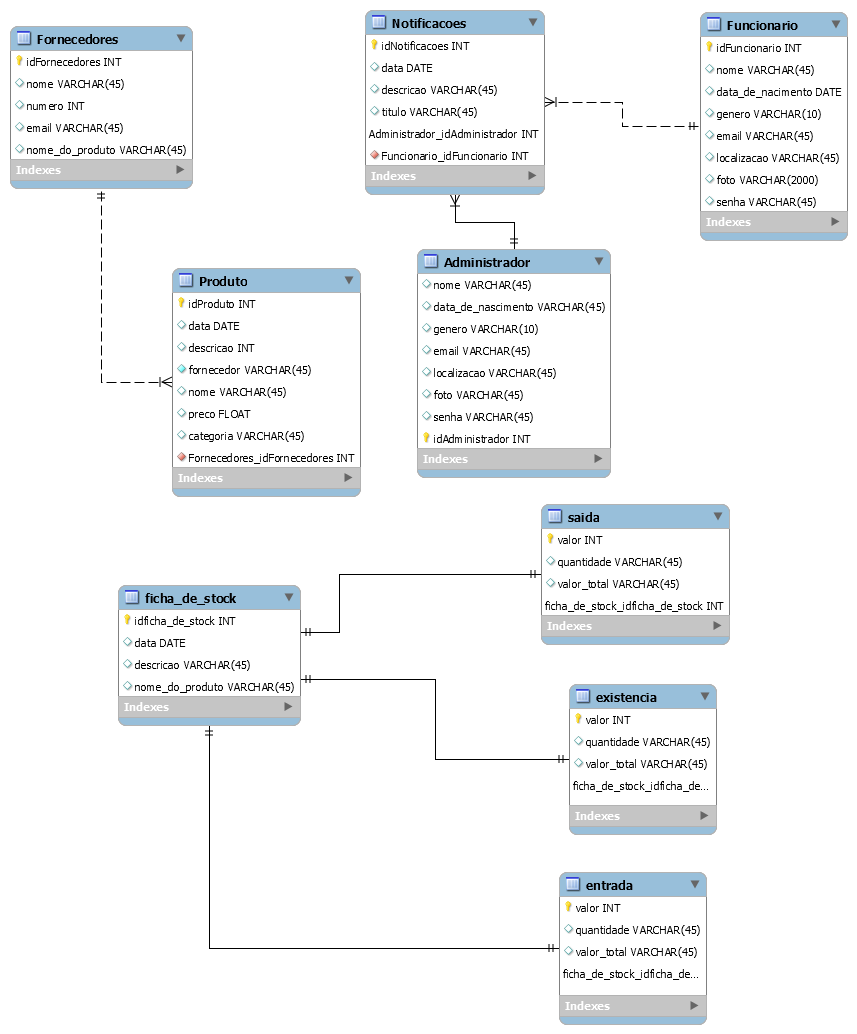 Fornecedores
idFornecedores INT
nome VARCHAR(45)
numero INT
email VARCHAR(45)
nome_do_produto VARCHAR(45)
Indexes
Notificacoes
idNotificacoes INT
data DATE
descricao VARCHAR(45)
titulo VARCHAR(45)
Administrador_idAdministrador INT
Funcionario_idFuncionario INT
Indexes
Funcionario
idFuncionario INT
nome VARCHAR(45)
data_de_nacimento DATE
genero VARCHAR(10)
email VARCHAR(45)
localizacao VARCHAR(45)
foto VARCHAR(2000)
senha VARCHAR(45)
Indexes
Produto
idProduto INT
data DATE
descricao INT
fornecedor VARCHAR(45)
nome VARCHAR(45)
preco FLOAT
categoria VARCHAR(45)
Fornecedores_idFornecedores INT
Indexes
Administrador
nome VARCHAR(45)
data_de_nascimento VARCHAR(45)
genero VARCHAR(10)
email VARCHAR(45)
localizacao VARCHAR(45)
foto VARCHAR(45)
senha VARCHAR(45)
idAdministrador INT
Indexes
saida
valor INT
quantidade VARCHAR(45)
valor_total VARCHAR(45)
ficha_de_stock_idficha_de_stock INT
Indexes
ficha_de_stock
idficha_de_stock INT
data DATE
descricao VARCHAR(45)
nome_do_produto VARCHAR(45)
Indexes
existencia
valor INT
quantidade VARCHAR(45)
valor_total VARCHAR(45)
ficha_de_stock_idficha_de...
Indexes
entrada
valor INT
quantidade VARCHAR(45)
valor_total VARCHAR(45)
ficha_de_stock_idficha_de...
Indexes